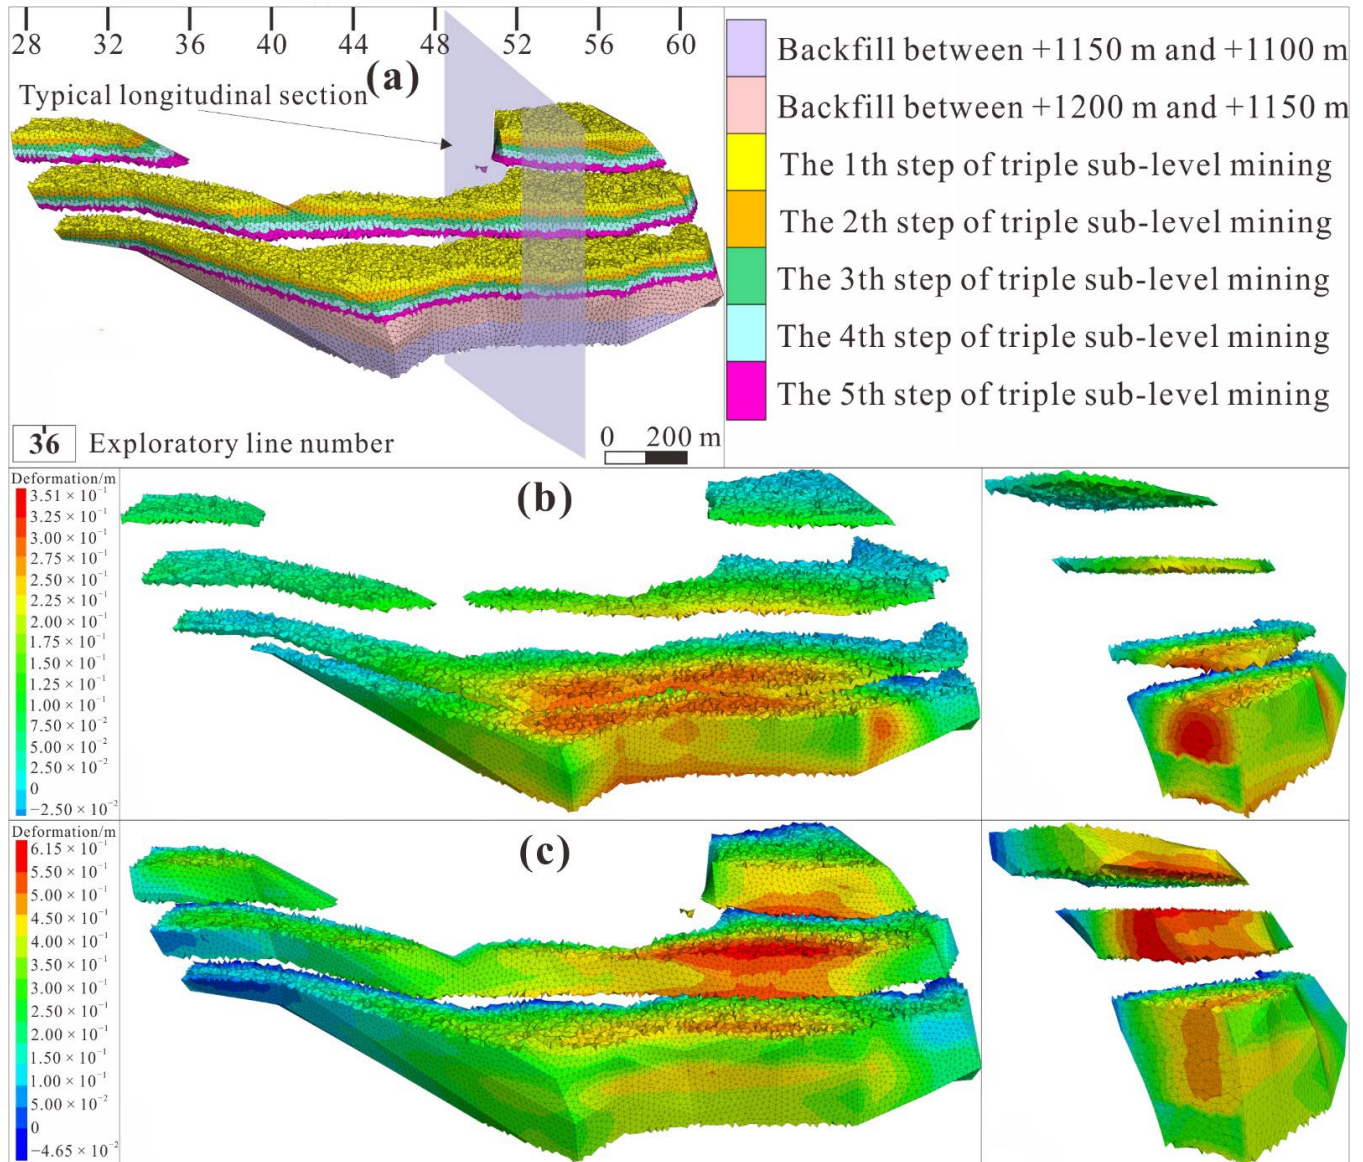 28 32 36 40 44 48 52 56 60
(a)
Typical longitudinal section
36 Exploratory line number
0 200 m
Backfill between +1150 m and +1100 m
Backfill between +1200 m and +1150 m
The 1th step of triple sub-level mining
The 2th step of triple sub-level mining
The 3th step of triple sub-level mining
The 4th step of triple sub-level mining
The 5th step of triple sub-level mining
(b)
Deformation/m
3.51 × 10⁻¹
3.25 × 10⁻¹
3.00 × 10⁻¹
2.75 × 10⁻¹
2.50 × 10⁻¹
2.25 × 10⁻¹
2.00 × 10⁻¹
1.75 × 10⁻¹
1.50 × 10⁻¹
1.25 × 10⁻¹
1.00 × 10⁻¹
7.50 × 10⁻²
5.00 × 10⁻²
2.50 × 10⁻²
0
−2.50 × 10⁻²
(c)
Deformation/m
6.15 × 10⁻¹
5.50 × 10⁻¹
5.00 × 10⁻¹
4.50 × 10⁻¹
4.00 × 10⁻¹
3.50 × 10⁻¹
3.00 × 10⁻¹
2.50 × 10⁻¹
2.00 × 10⁻¹
1.50 × 10⁻¹
1.00 × 10⁻¹
5.00 × 10⁻²
0
−4.65 × 10⁻²